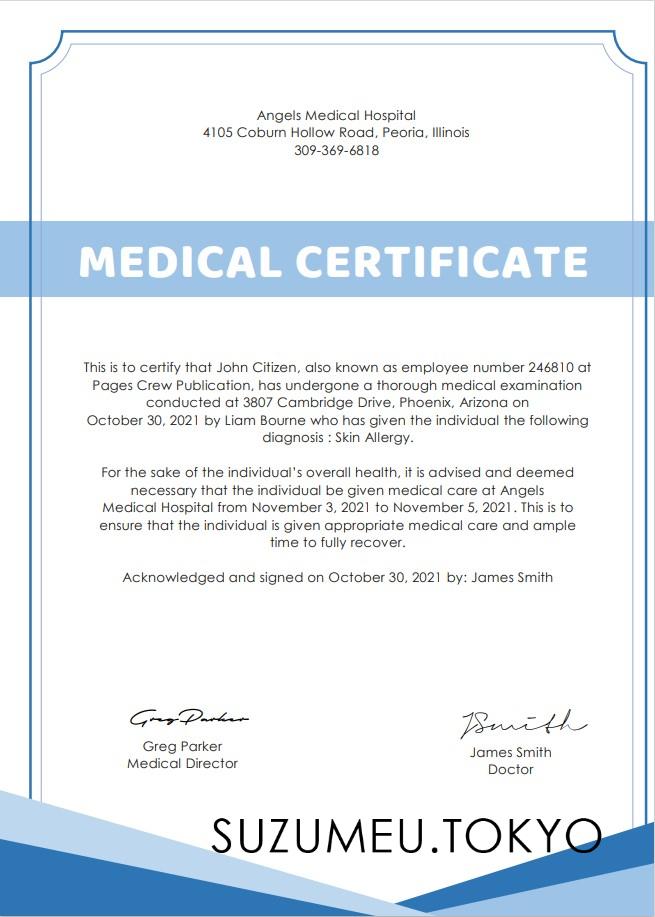 Angels Medical Hospital
4105 Coburn Hollow Road, Peoria, Illinois
309-369-6818
MEDICAL CERTIFICATE
This is to certify that John Citizen, also known as employee number 246810 at
Pages Crew Publication, has undergone a thorough medical examination
conducted at 3807 Cambridge Drive, Phoenix, Arizona on
October 30, 2021 by Liam Bourne who has given the individual the following
diagnosis : Skin Allergy.
For the sake of the individual’s overall health, it is advised and deemed
necessary that the individual be given medical care at Angels
Medical Hospital from November 3, 2021 to November 5, 2021. This is to
ensure that the individual is given appropriate medical care and ample
time to fully recover.
Acknowledged and signed on October 30, 2021 by: James Smith
Greg Parker
Greg Parker
Medical Director
JSmith
James Smith
Doctor
SUZUMEU.TOKYO